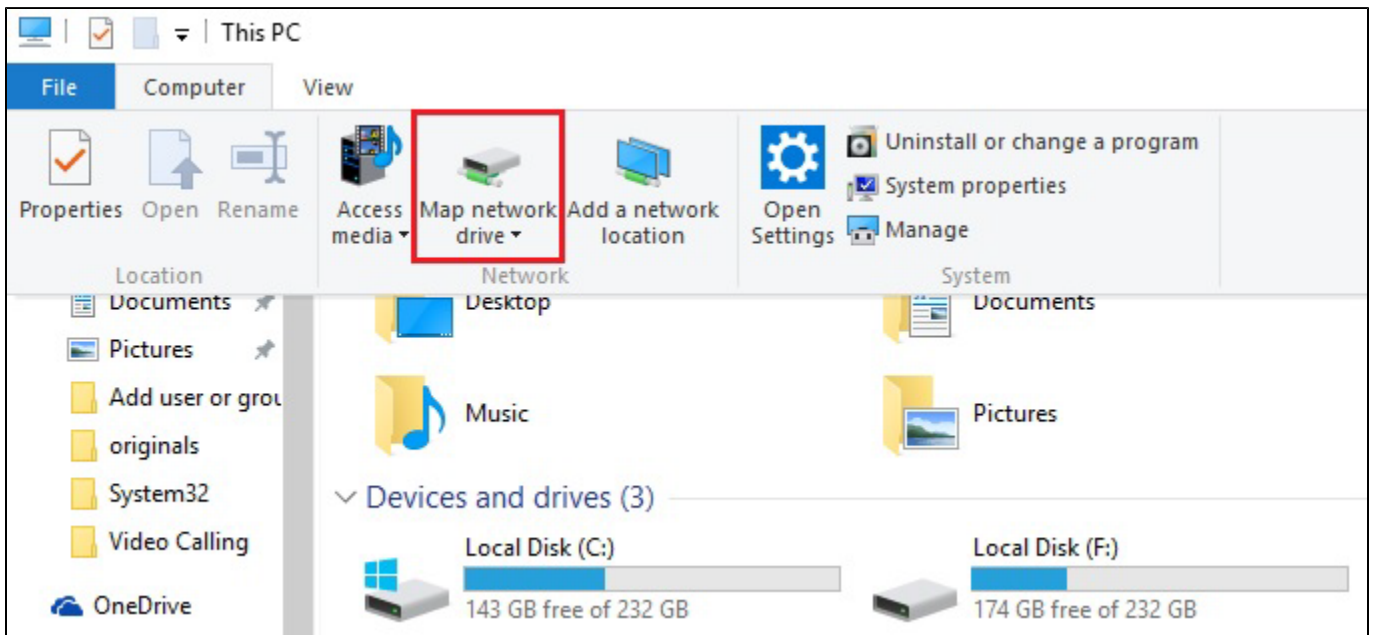 This PC
File Computer View
Properties Open Rename
Access media
Map network drive
Add a network location
Open Settings
Uninstall or change a program
System properties
Manage
Location Network System
Documents
Pictures
Add user or grou
originals
System32
Video Calling
OneDrive
Desktop Documents
Music Pictures
Devices and drives (3)
Local Disk (C:)
143 GB free of 232 GB
Local Disk (F:)
174 GB free of 232 GB